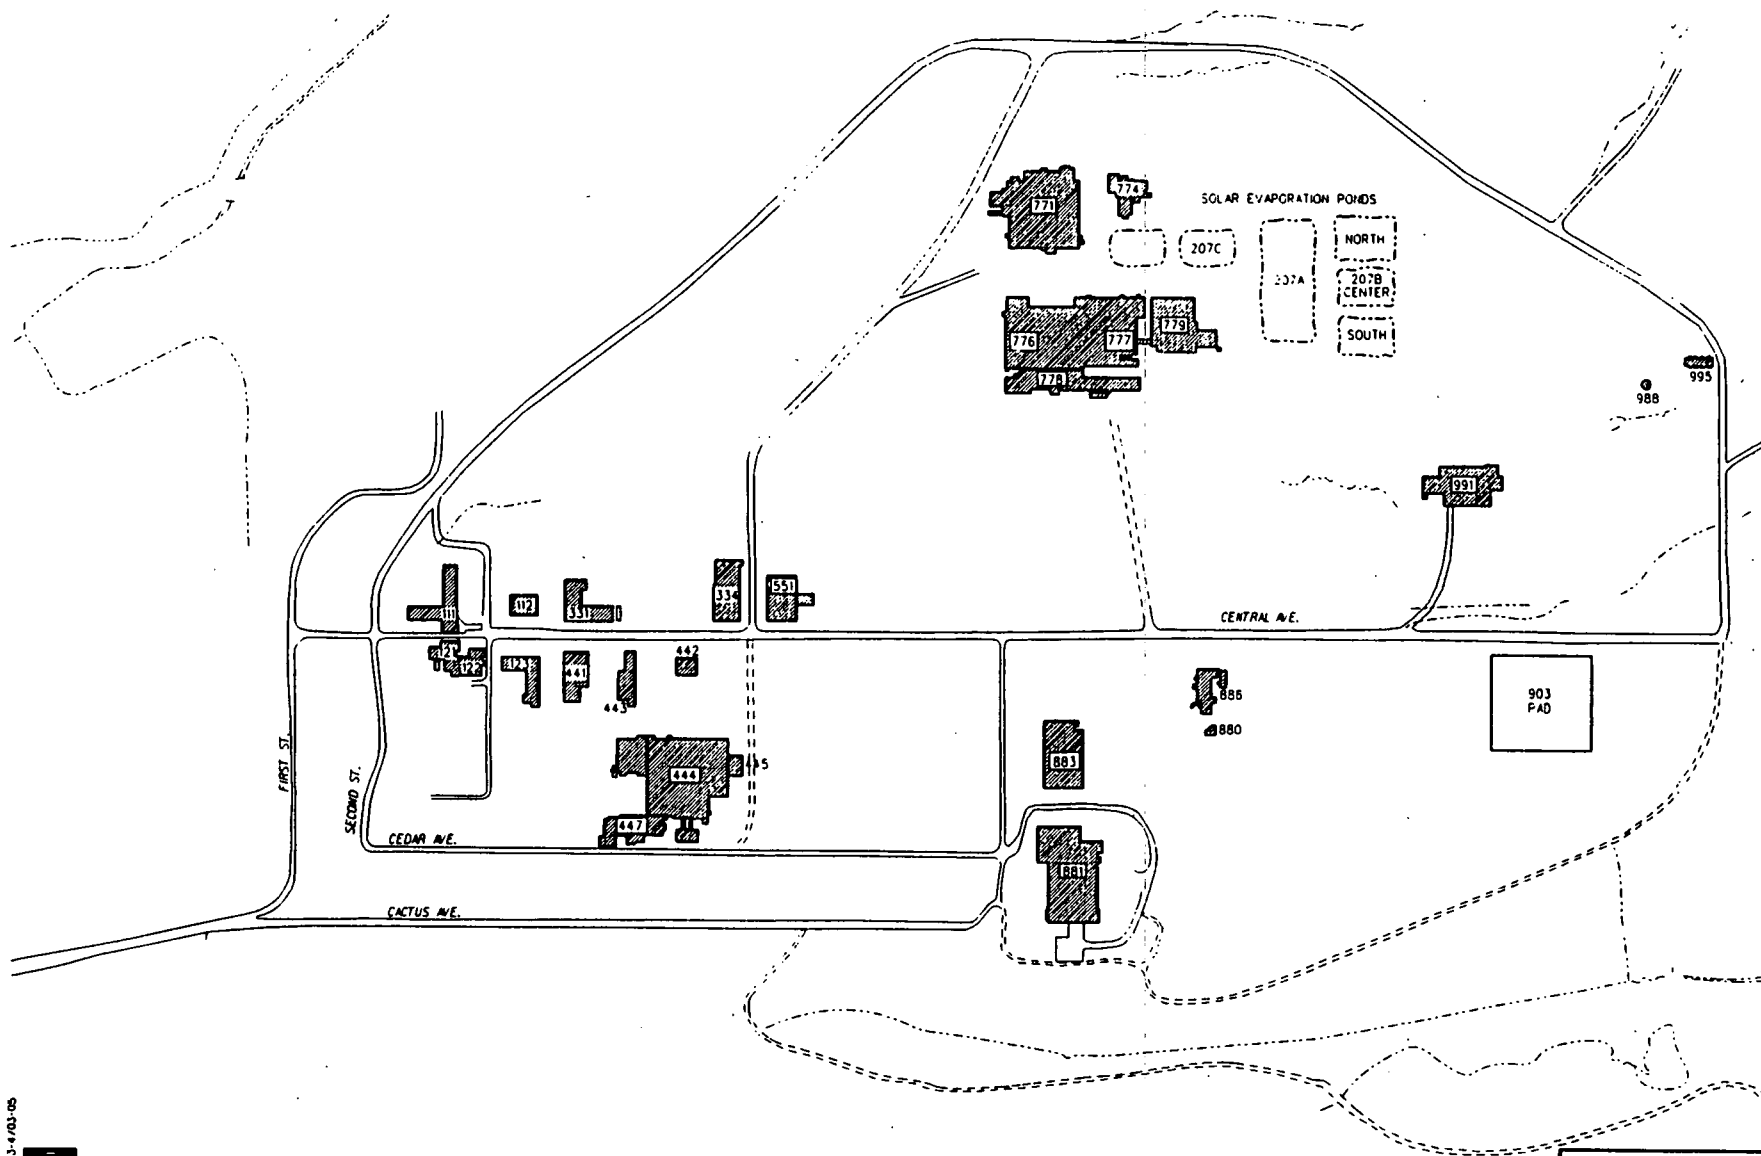 774
771
SOLAR EVAPORATION PONDS
NORTH
207C
207A
207B
CENTER
SOUTH
776
777
779
778
995
988
991
551
334
112
331
111
CENTRAL AVE.
121
122
123
441
442
443
886
880
903
PAD
FIRST ST.
SECOND ST.
444
445
883
447
CEDAR AVE.
881
CACTUS AVE.